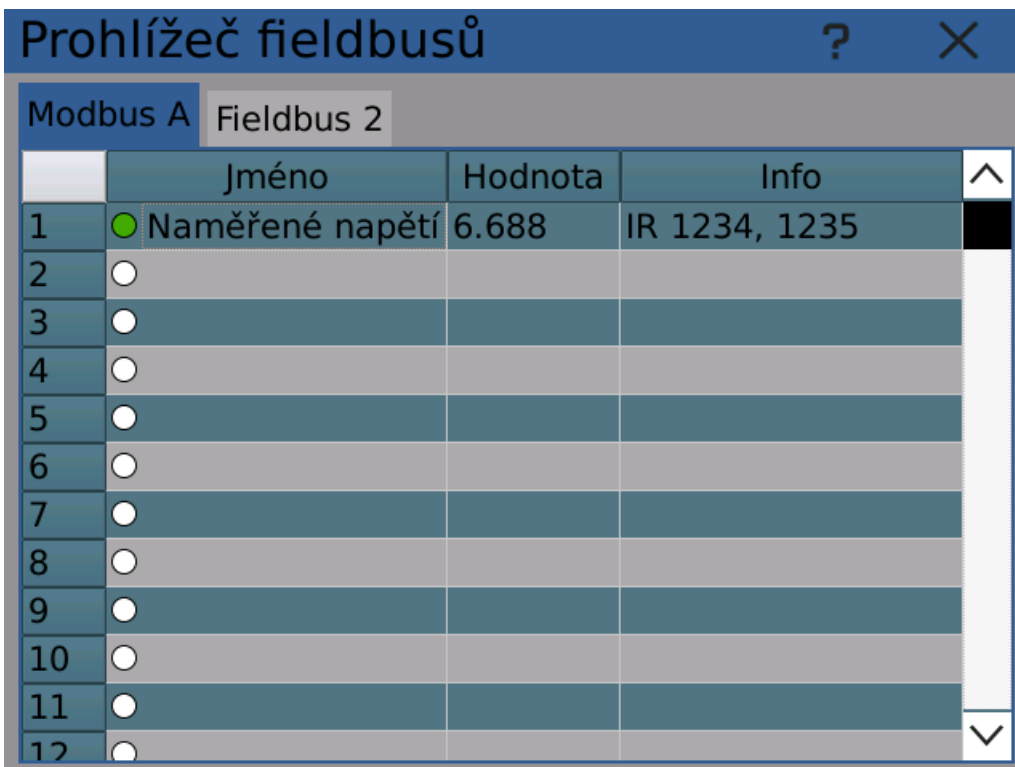 Prohlížeč fieldbusů ?
Modbus A Fieldbus 2
Jméno Hodnota Info
1 Naměřené napětí 6.688 IR 1234, 1235
2
3
4
5
6
7
8
9
10
11
12